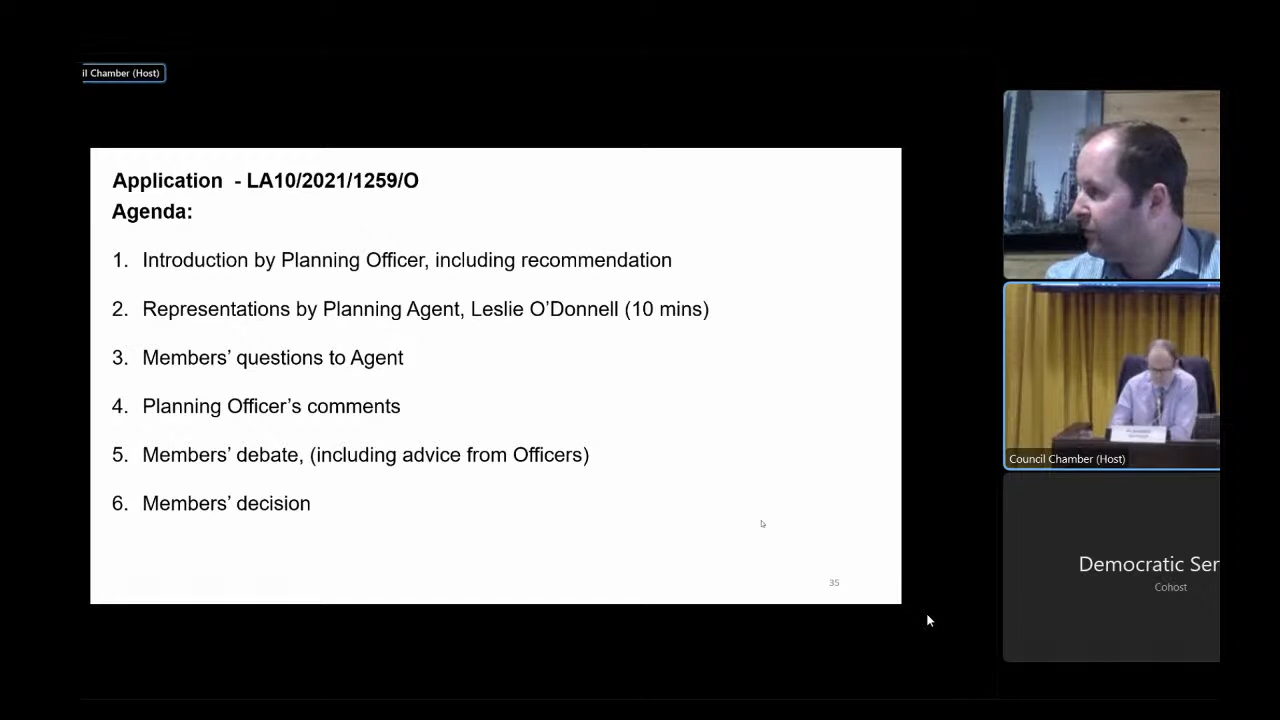 il Chamber (Host)
Application - LA10/2021/1259/O
Agenda:
1. Introduction by Planning Officer, including recommendation
2. Representations by Planning Agent, Leslie O’Donnell (10 mins)
3. Members’ questions to Agent
4. Planning Officer’s comments
5. Members’ debate, (including advice from Officers)
6. Members’ decision
35
Council Chamber (Host)
Democratic Ser
Cohost